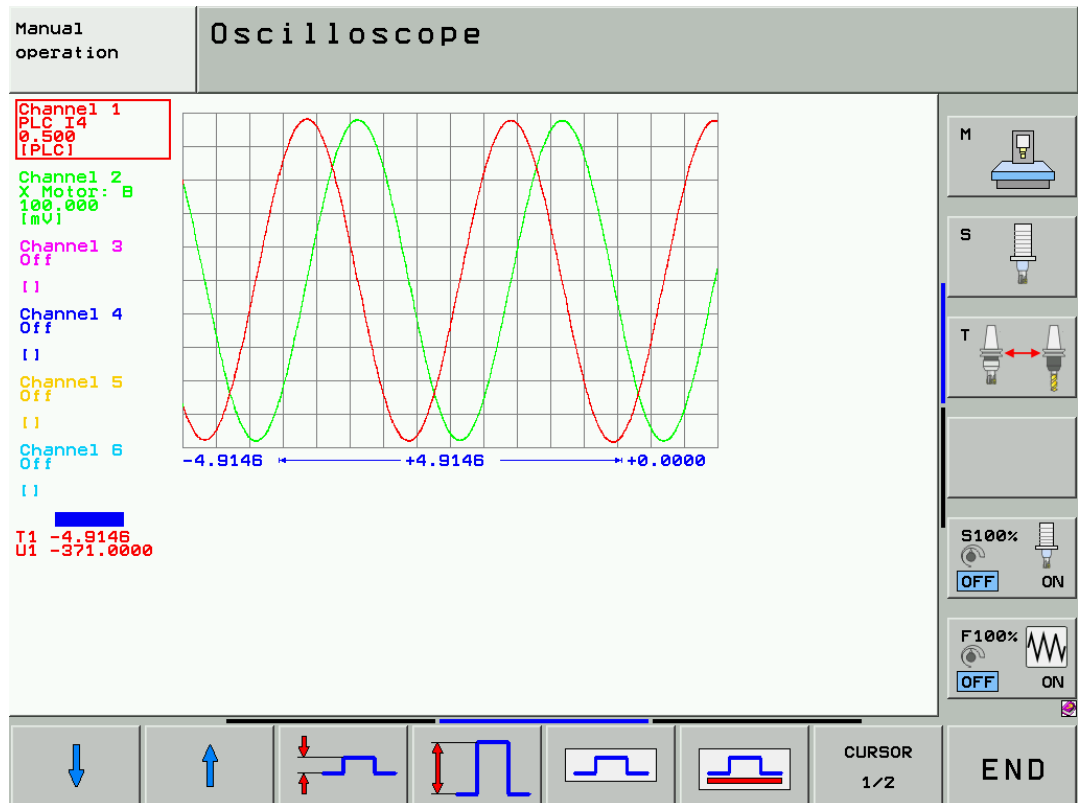 Manual
operation
Oscilloscope
Channel 1
PLC I4
0.500
[PLC]
Channel 2
X Motor: B
100.000
[mV]
Channel 3
Off
[]
Channel 4
Off
[]
Channel 5
Off
[]
Channel 6
Off
[]
-4.9146 +4.9146 +0.0000
T1 -4.9146
U1 -371.0000
M
S
T
S100%
OFF ON
F100%
OFF ON
CURSOR
1/2
END